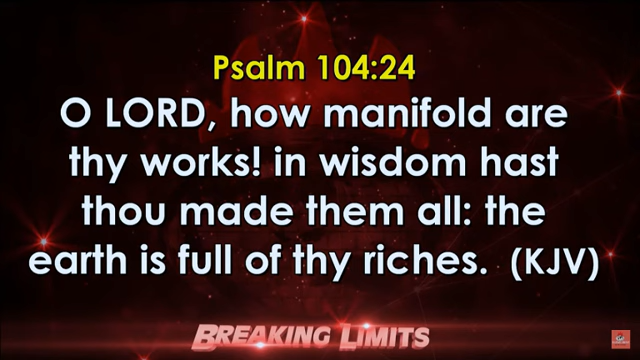 Psalm 104:24
O LORD, how manifold are
thy works! in wisdom hast
thou made them all: the
earth is full of thy riches. (KJV)
BREAKING LIMITS